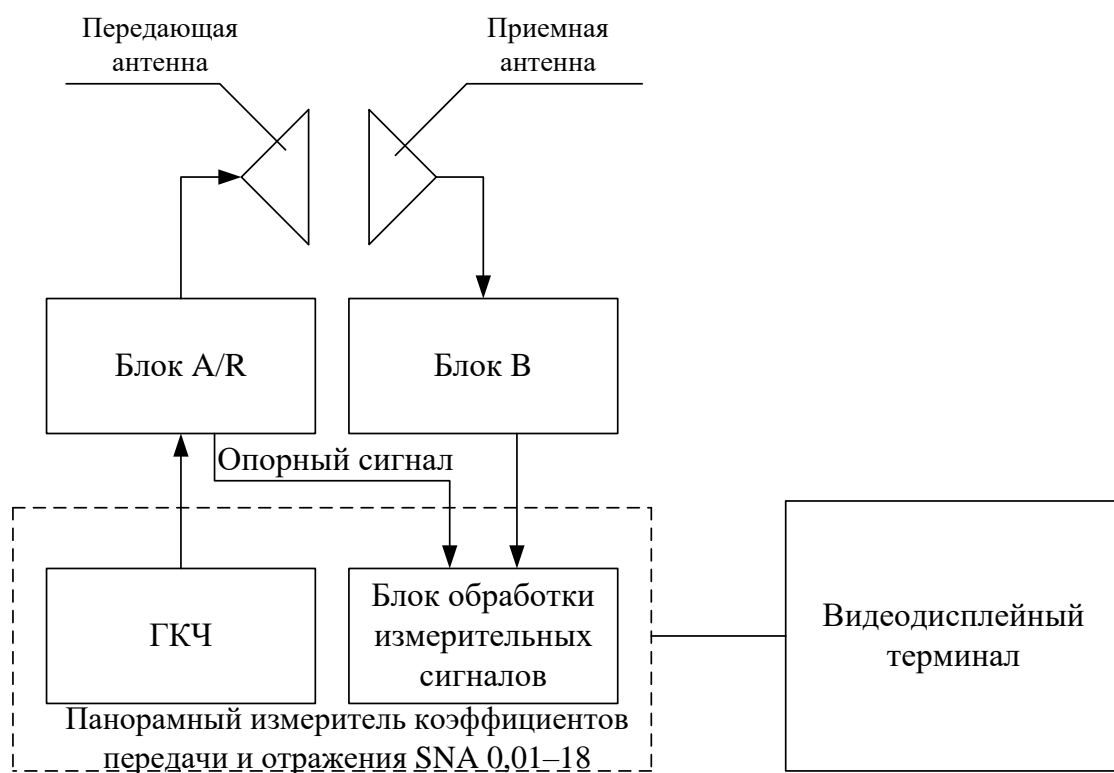 Передающая
антенна
Приемная
антенна
Блок A/R
Блок B
Опорный сигнал
ГКЧ
Блок обработки
измерительных
сигналов
Панорамный измеритель коэффициентов
передачи и отражения SNA 0,01–18
Видеодисплейный
терминал